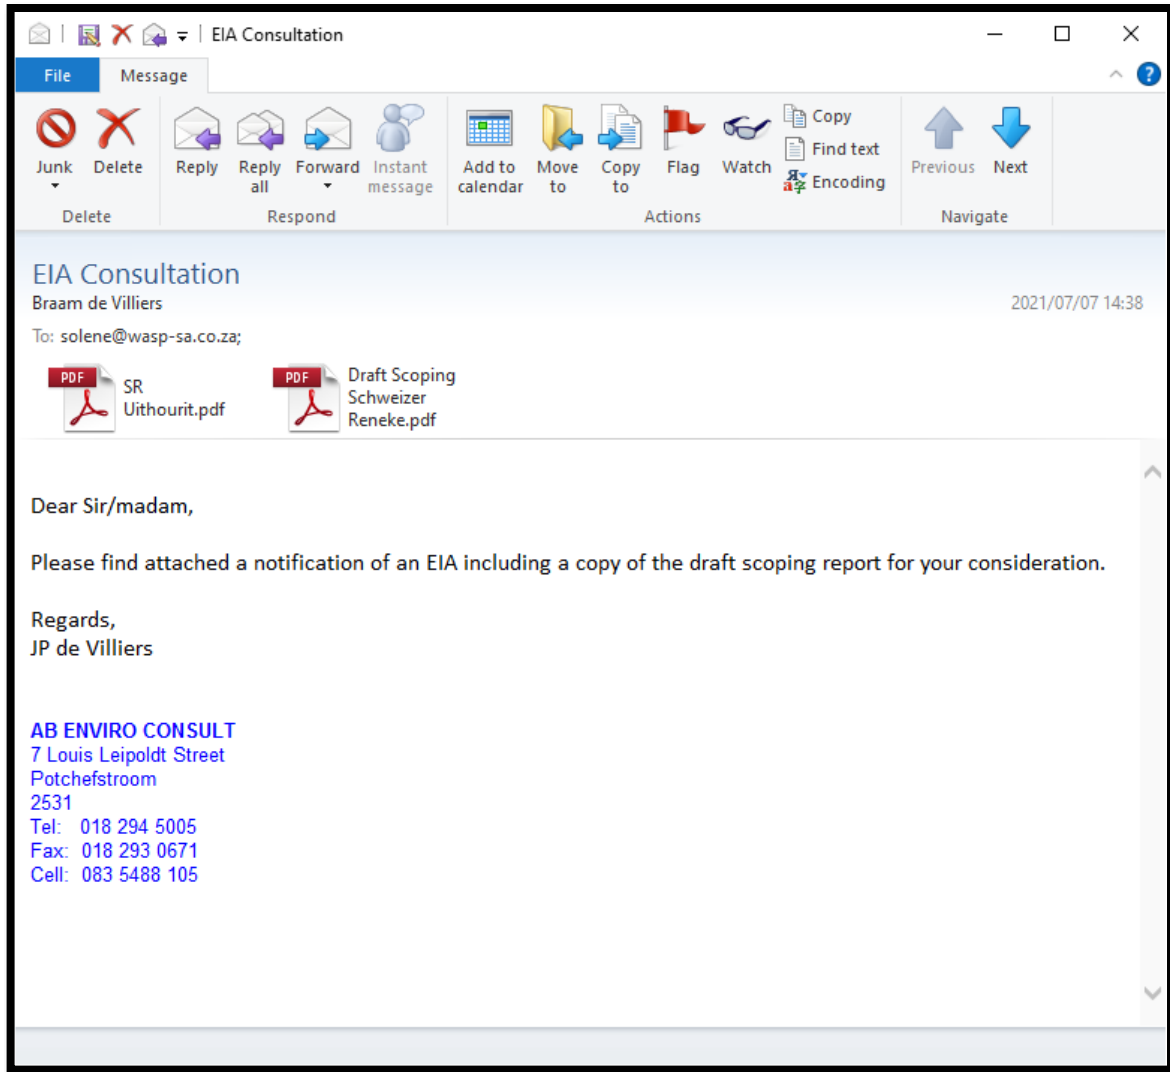 EIA Consultation
File Message
Junk Delete Reply Reply all Forward Instant message Add to calendar Move to Copy to Flag Watch Copy Find text Encoding Previous Next
Delete Respond Actions Navigate
EIA Consultation
Braam de Villiers 2021/07/07 14:38
To: solene@wasp-sa.co.za;
PDF SR Uithourit.pdf
PDF Draft Scoping Schweizer Reneke.pdf
Dear Sir/madam,
Please find attached a notification of an EIA including a copy of the draft scoping report for your consideration.
Regards,
JP de Villiers
AB ENVIRO CONSULT
7 Louis Leipoldt Street
Potchefstroom
2531
Tel: 018 294 5005
Fax: 018 293 0671
Cell: 083 5488 105